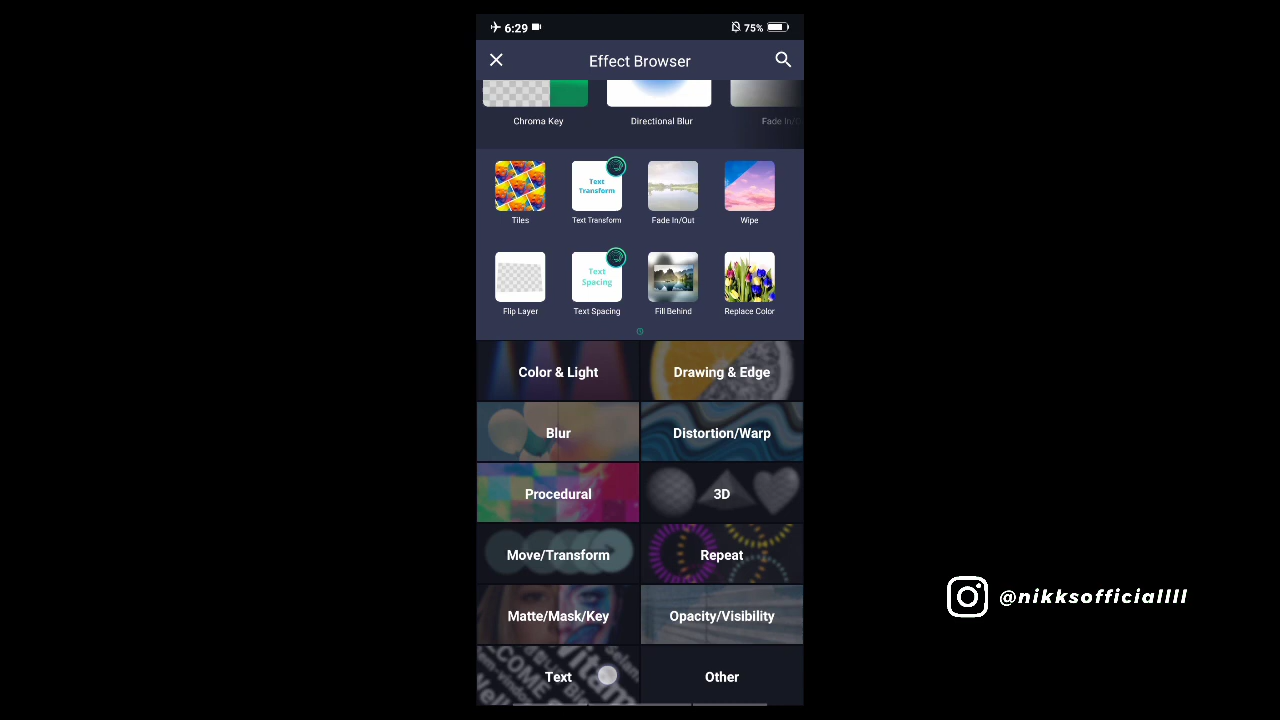 6:29
75%
Effect Browser
Chroma Key
Directional Blur
Fade In/O
Text
Transform
Tiles
Text Transform
Fade In/Out
Wipe
Text
Spacing
Flip Layer
Text Spacing
Fill Behind
Replace Color
Color & Light
Drawing & Edge
Blur
Distortion/Warp
Procedural
3D
Move/Transform
Repeat
Matte/Mask/Key
Opacity/Visibility
@nikksofficiallll
Text
Other